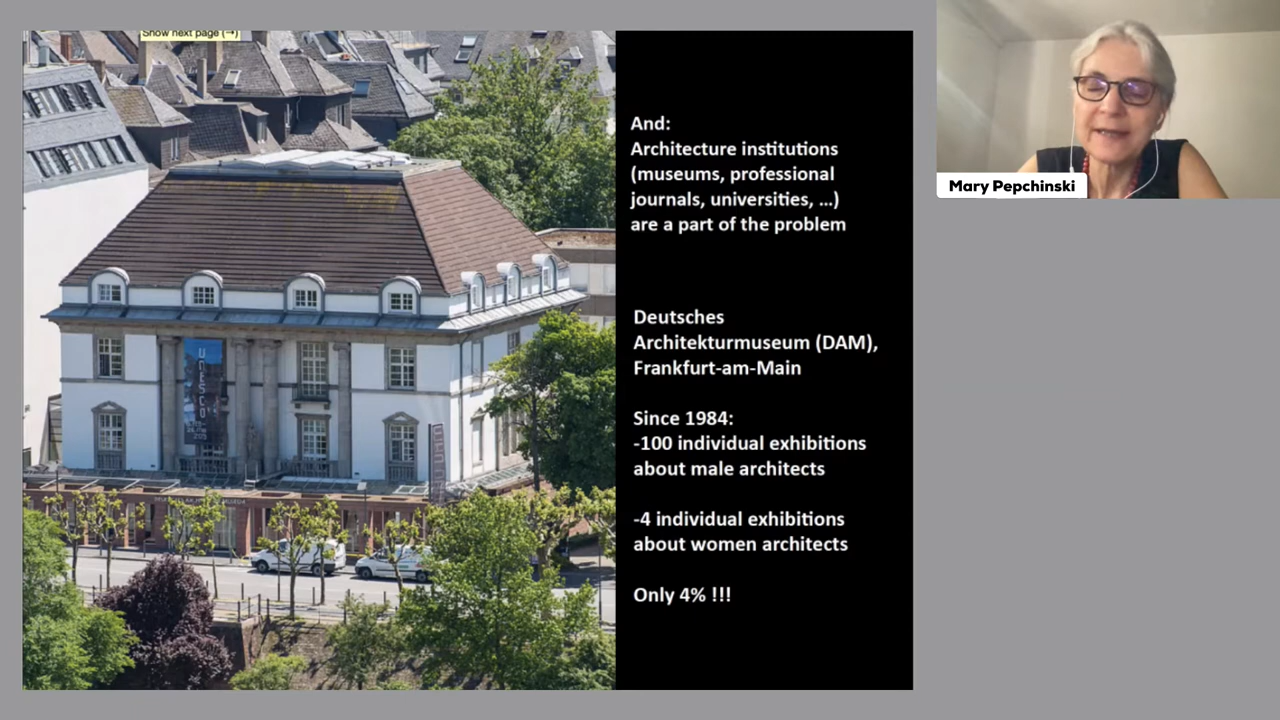 Show next page (→)
And:
Architecture institutions
(museums, professional
journals, universities, ...)
are a part of the problem
Deutsches
Architekturmuseum (DAM),
Frankfurt-am-Main
Since 1984:
-100 individual exhibitions
about male architects
-4 individual exhibitions
about women architects
Only 4% !!!
UNESCO
Mary Pepchinski